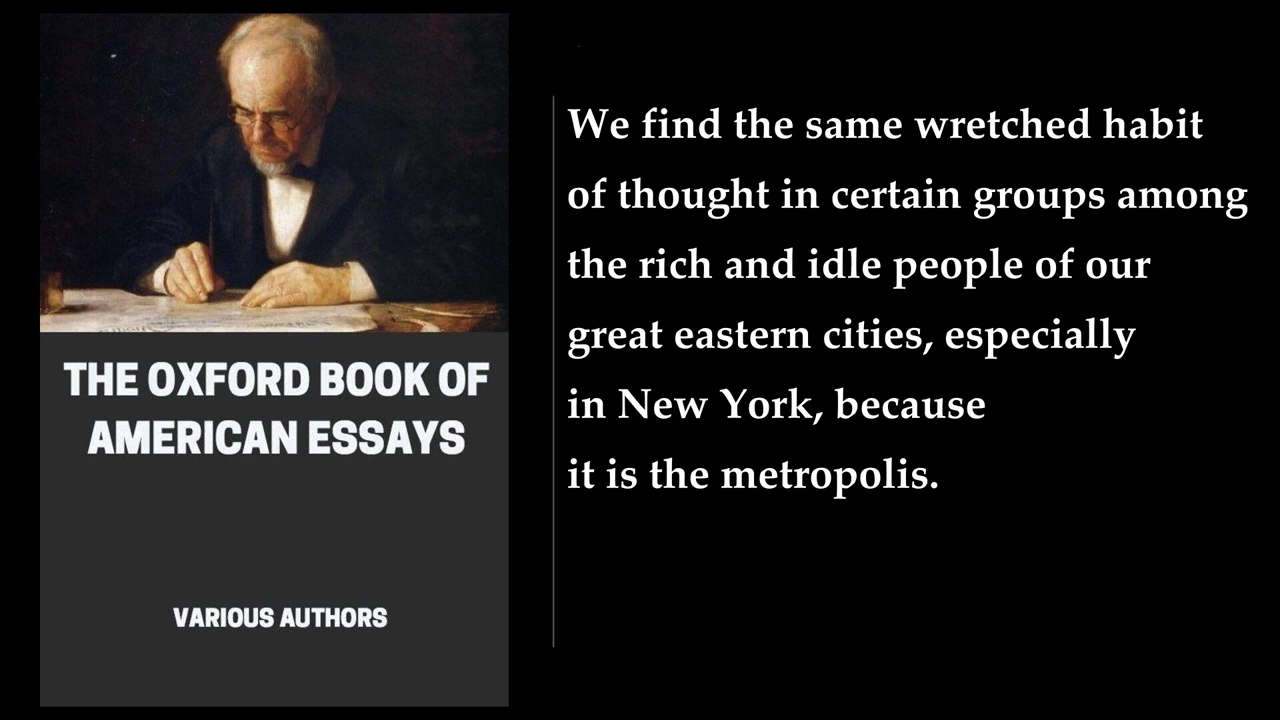 THE OXFORD BOOK OF
AMERICAN ESSAYS
VARIOUS AUTHORS
We find the same wretched habit
of thought in certain groups among
the rich and idle people of our
great eastern cities, especially
in New York, because
it is the metropolis.